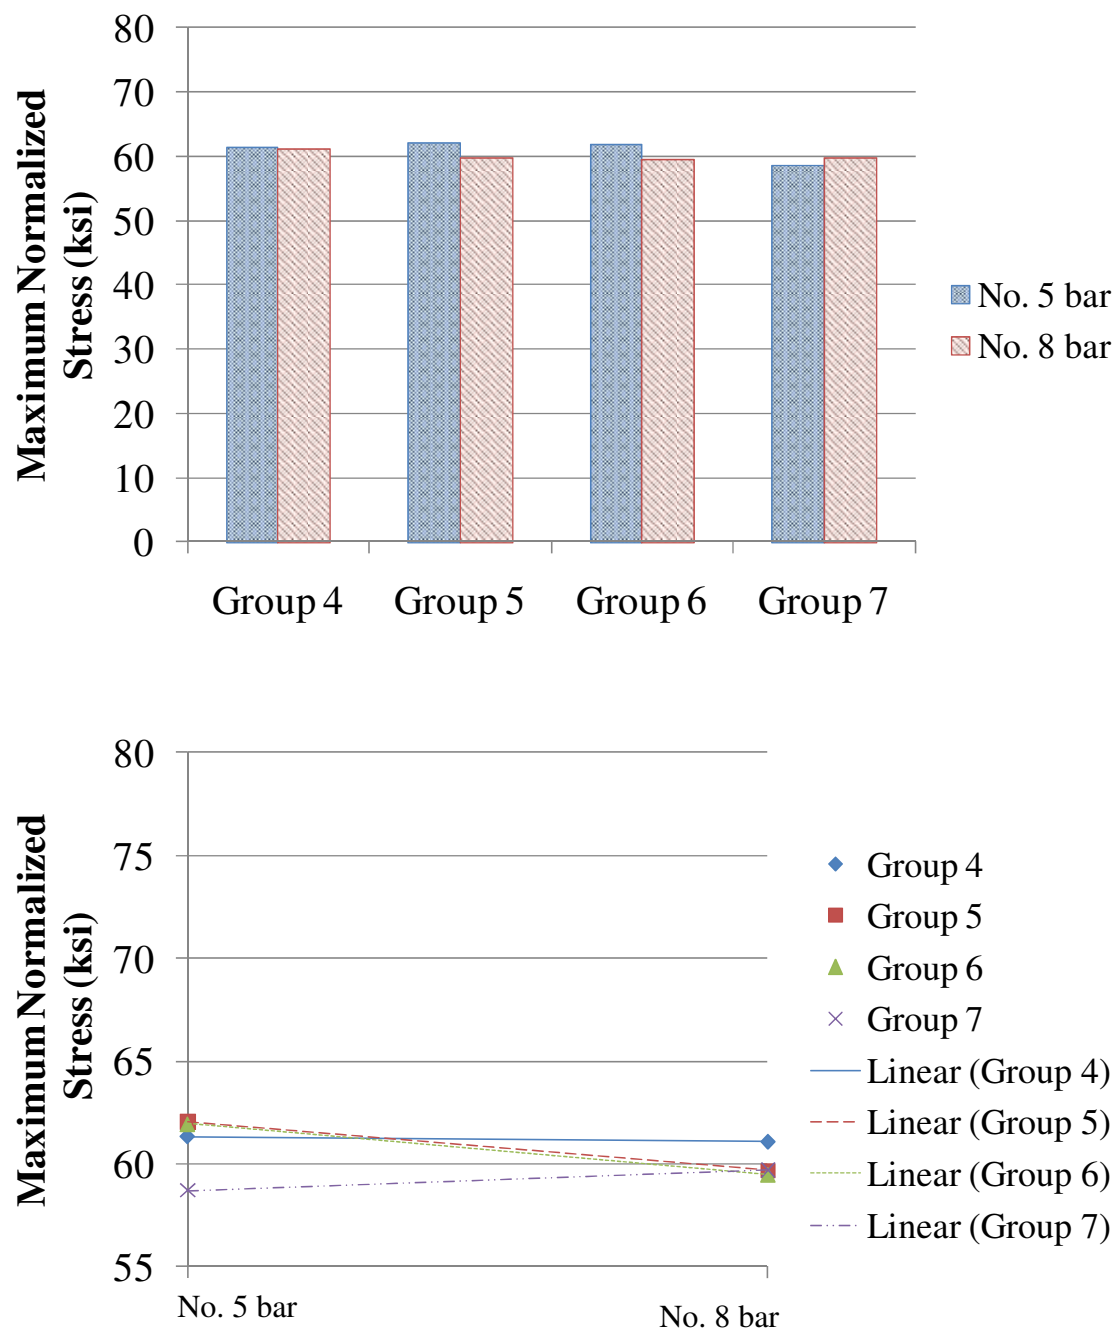 Maximum Normalized
Stress (ksi)
80
70
60
50
40
30
20
10
0
Group 4
Group 5
Group 6
Group 7
No. 5 bar
No. 8 bar
Maximum Normalized
Stress (ksi)
80
75
70
65
60
55
No. 5 bar
No. 8 bar
Group 4
Group 5
Group 6
Group 7
Linear (Group 4)
Linear (Group 5)
Linear (Group 6)
Linear (Group 7)